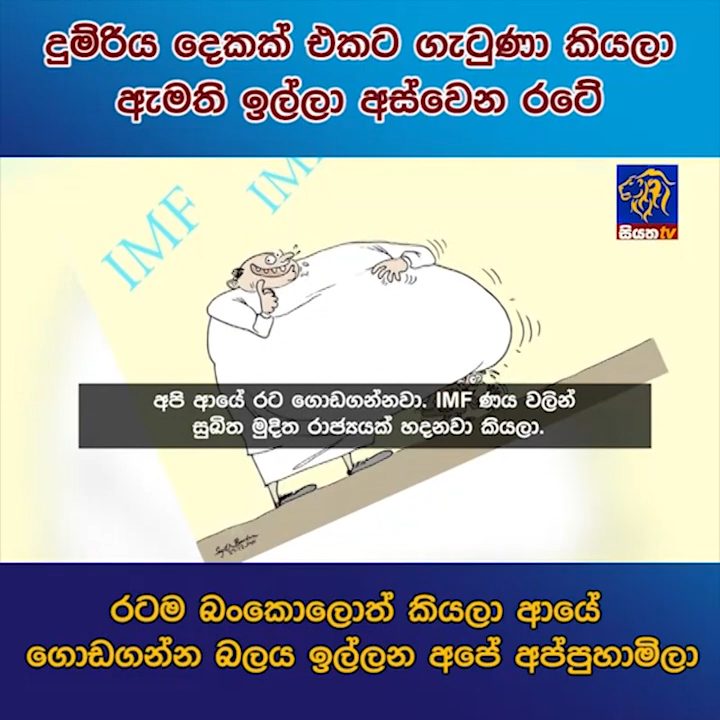 දුම්රිය දෙකක් එකට ගැටුණා කියලා
ඇමති ඉල්ලා අස්වෙන රටේ
IMF
IM
සියත tv
අපි ආයේ රට ගොඩගන්නවා. IMF ණය වලින්
සුඛිත මුදිත රාජ්‍යයක් හදනවා කියලා.
රටම බංකොලොත් කියලා ආයේ
ගොඩගන්න බලය ඉල්ලන අපේ අප්පුහාමිලා